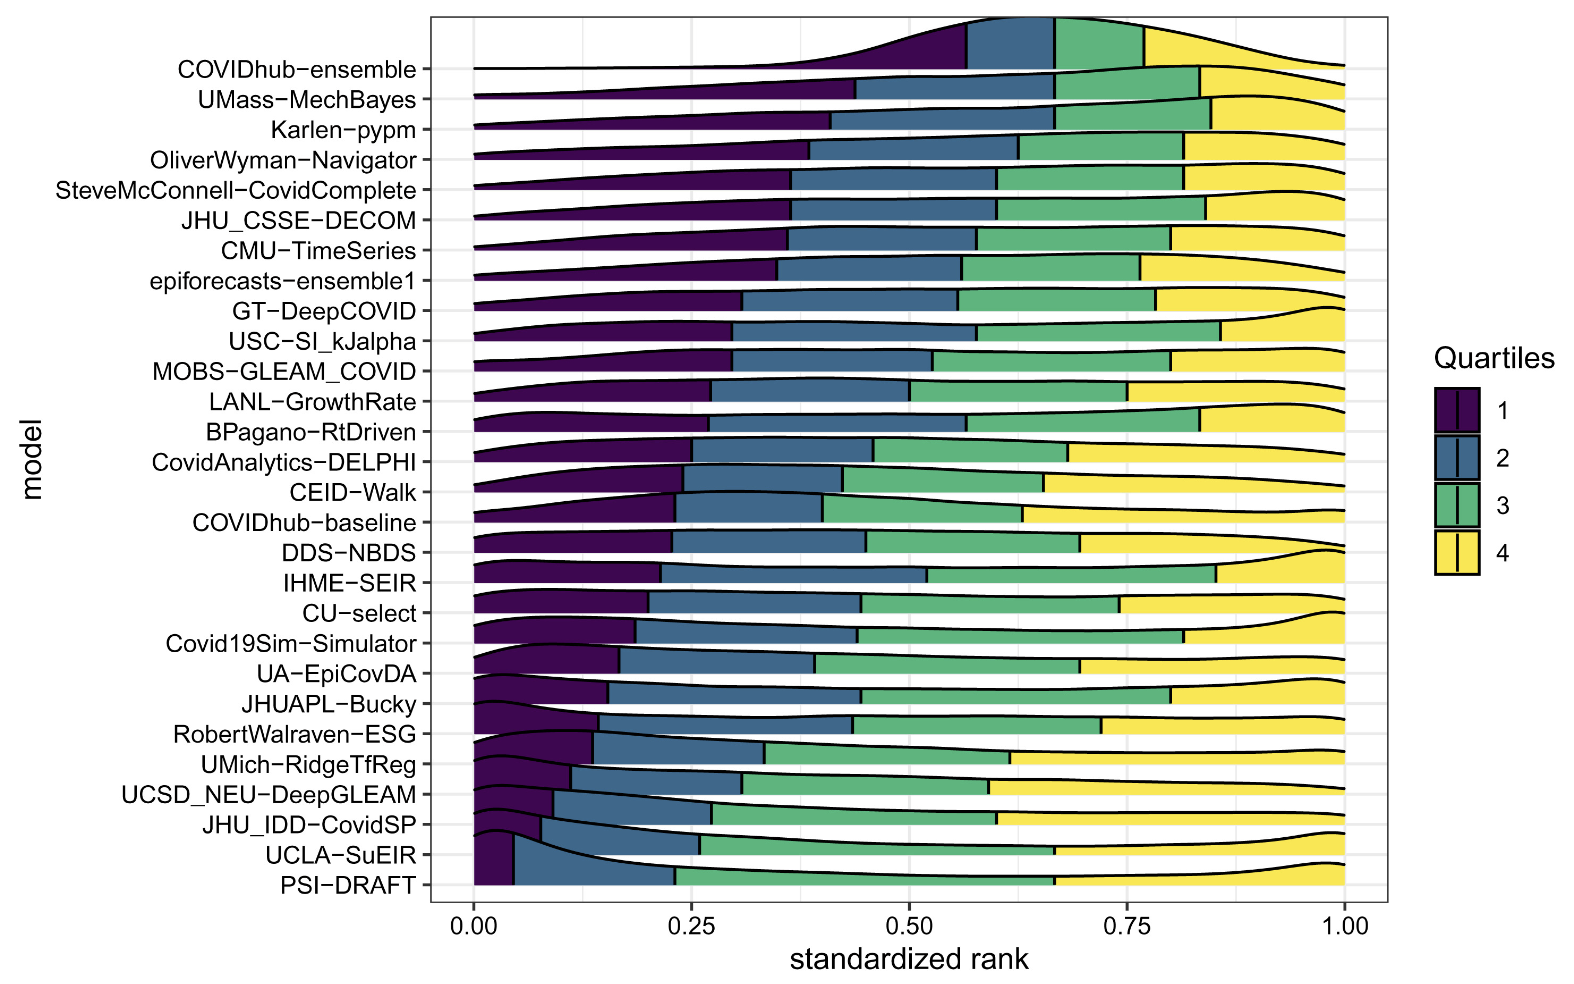 COVIDhub−ensemble
UMass−MechBayes
Karlen−pypm
OliverWyman−Navigator
SteveMcConnell−CovidComplete
JHU_CSSE−DECOM
CMU−TimeSeries
epiforecasts−ensemble1
GT−DeepCOVID
USC−SI_kJalpha
MOBS−GLEAM_COVID
LANL−GrowthRate
BPagano−RtDriven
CovidAnalytics−DELPHI
CEID−Walk
COVIDhub−baseline
DDS−NBDS
IHME−SEIR
CU−select
Covid19Sim−Simulator
UA−EpiCovDA
JHUAPL−Bucky
RobertWalraven−ESG
UMich−RidgeTfReg
UCSD_NEU−DeepGLEAM
JHU_IDD−CovidSP
UCLA−SuEIR
PSI−DRAFT
model
0.00 0.25 0.50 0.75 1.00
standardized rank
Quartiles
1
2
3
4